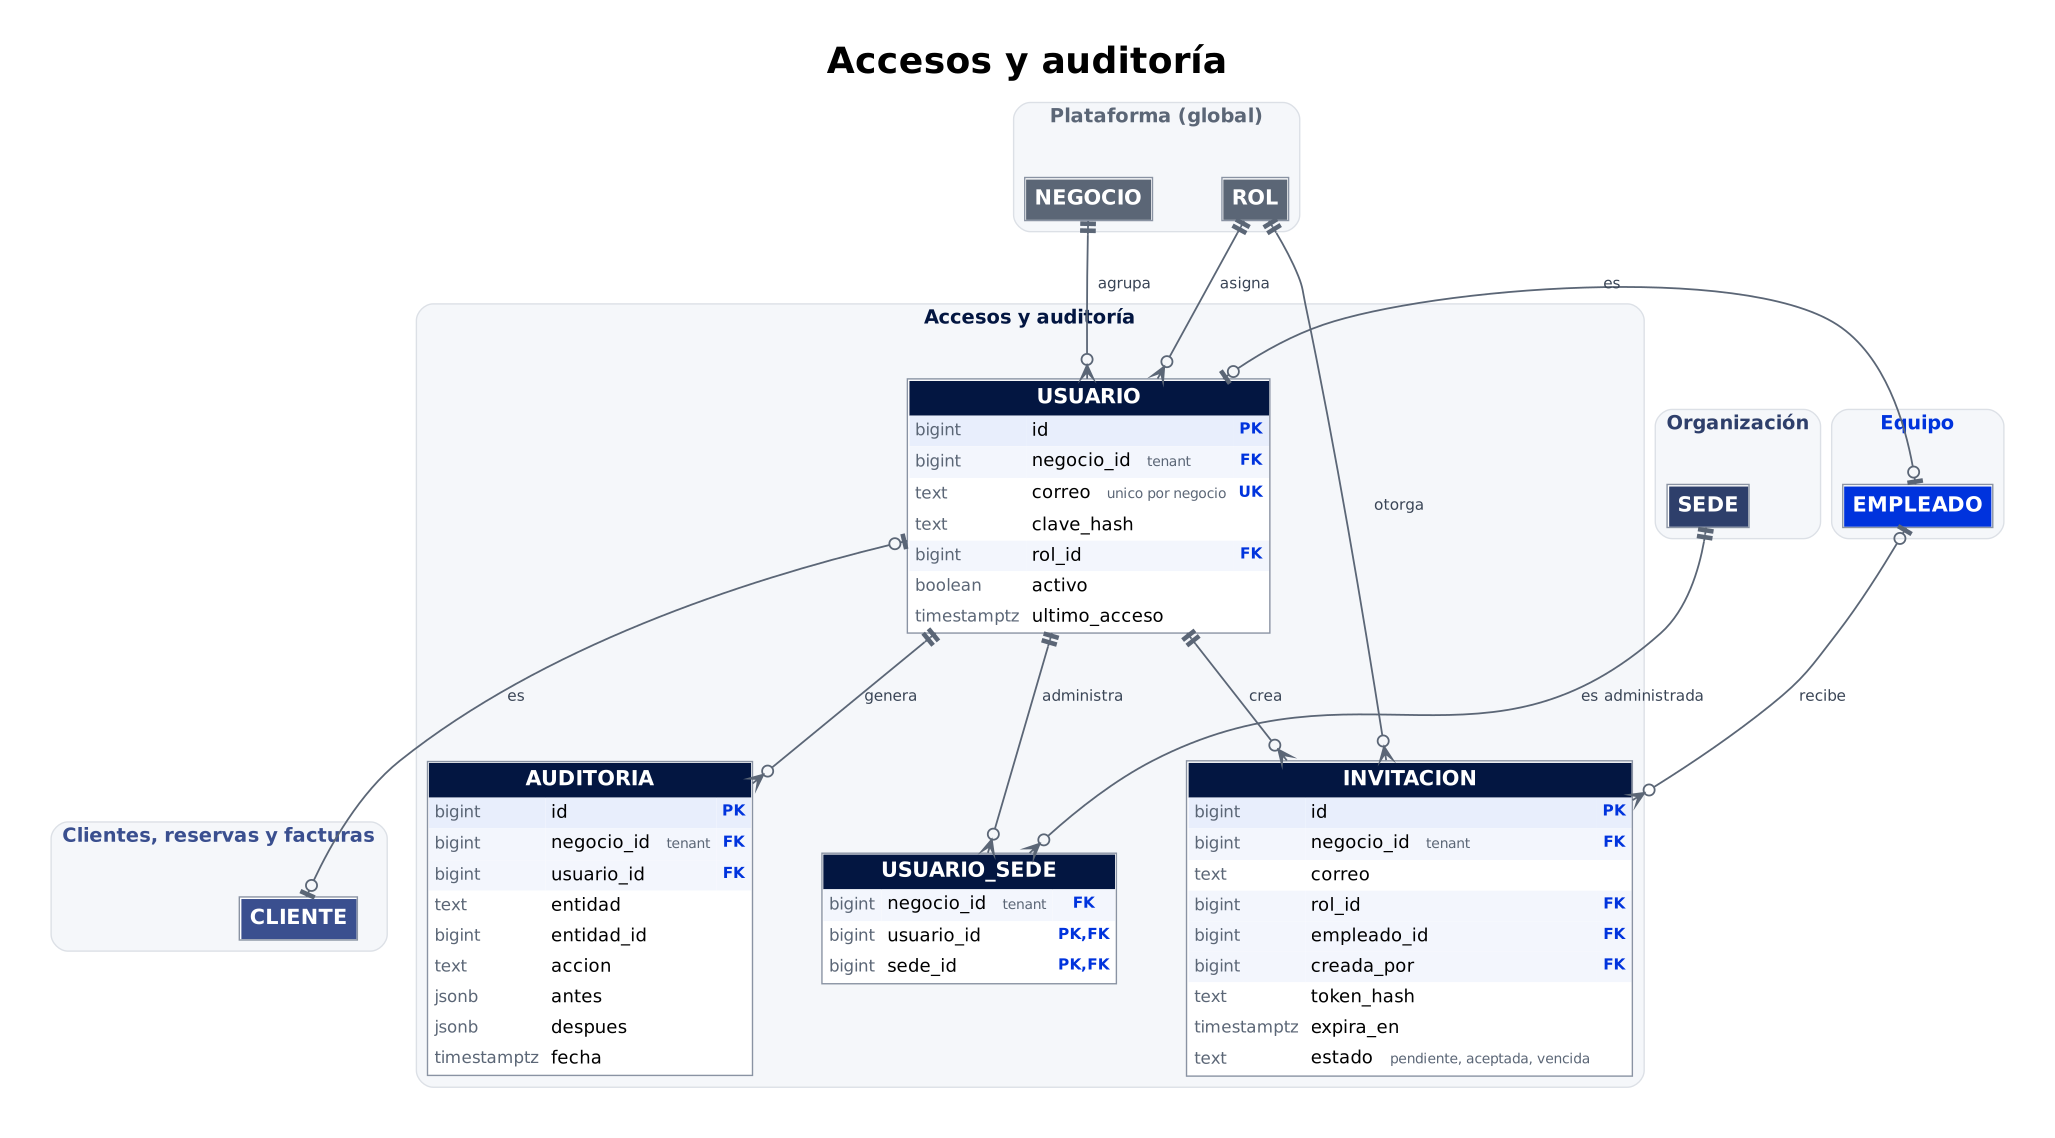 Accesos y auditoría
Plataforma (global)
NEGOCIO
ROL
agrupa
asigna
es
Accesos y auditoría
USUARIO
bigint id PK
bigint negocio_id tenant FK
text correo unico por negocio UK
text clave_hash
bigint rol_id FK
boolean activo
timestamptz ultimo_acceso
Organización
SEDE
Equipo
EMPLEADO
otorga
es
genera
administra
crea
es administrada
recibe
Clientes, reservas y facturas
CLIENTE
AUDITORIA
bigint id PK
bigint negocio_id tenant FK
bigint usuario_id FK
text entidad
bigint entidad_id
text accion
jsonb antes
jsonb despues
timestamptz fecha
USUARIO_SEDE
bigint negocio_id tenant FK
bigint usuario_id PK,FK
bigint sede_id PK,FK
INVITACION
bigint id PK
bigint negocio_id tenant FK
text correo
bigint rol_id FK
bigint empleado_id FK
bigint creada_por FK
text token_hash
timestamptz expira_en
text estado pendiente, aceptada, vencida